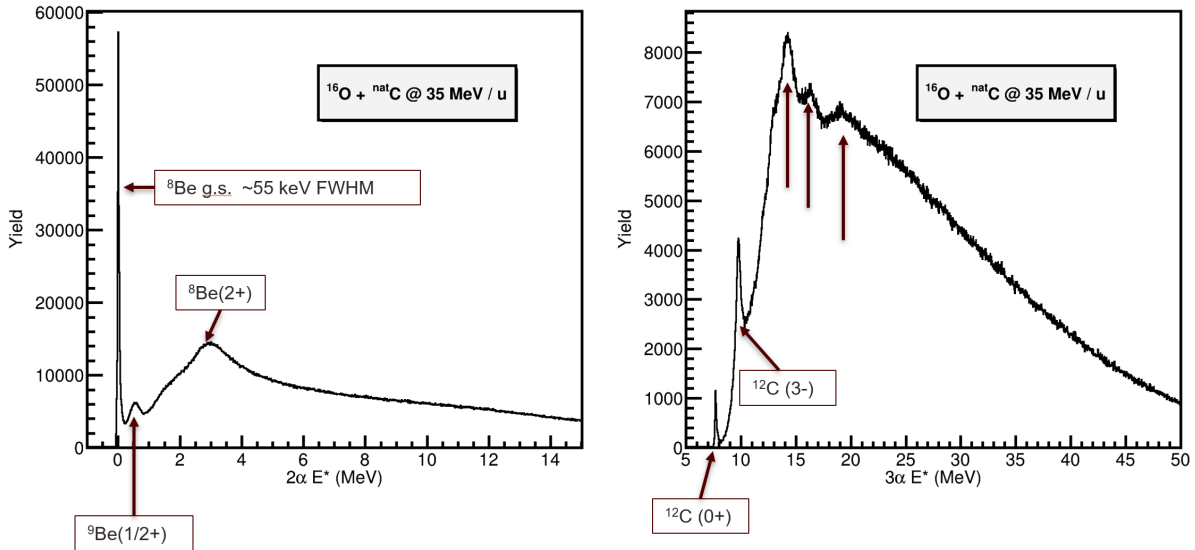 60000
50000
40000
30000
20000
10000
0
Yield
¹⁶O + ⁿᵃᵗC @ 35 MeV / u
⁸Be g.s. ~55 keV FWHM
⁸Be(2+)
0 2 4 6 8 10 12 14
2α E* (MeV)
⁹Be(1/2+)
8000
7000
6000
5000
4000
3000
2000
1000
0
Yield
¹⁶O + ⁿᵃᵗC @ 35 MeV / u
¹²C (3-)
5 10 15 20 25 30 35 40 45 50
3α E* (MeV)
¹²C (0+)